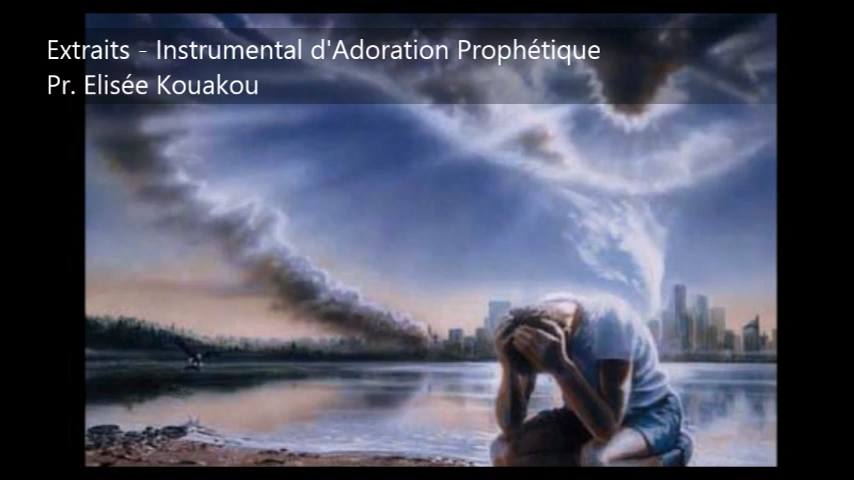 Extraits - Instrumental d'Adoration Prophétique
Pr. Elisée Kouakou